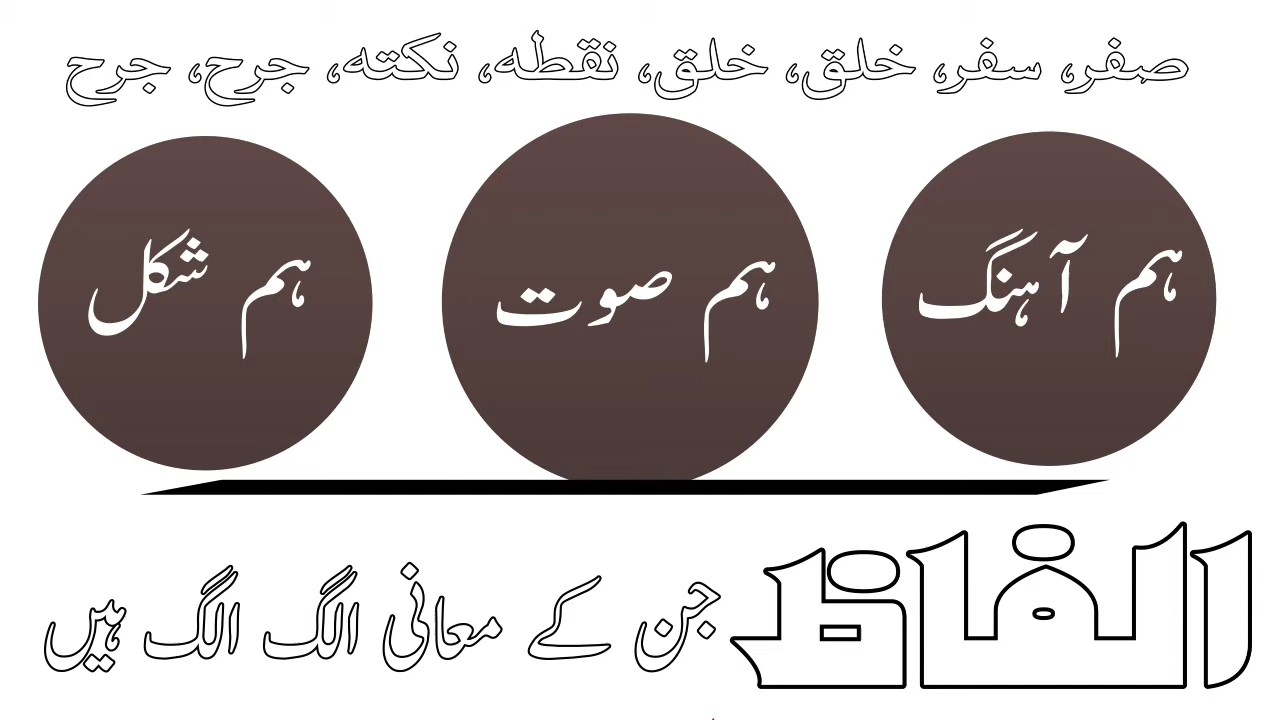 صفر، سفر، خلق، خلق، نقطہ، نکتہ، جرح، جرح
ہم آہنگ
ہم صوت
ہم شکل
الفاظ جن کے معانی الگ الگ ہیں